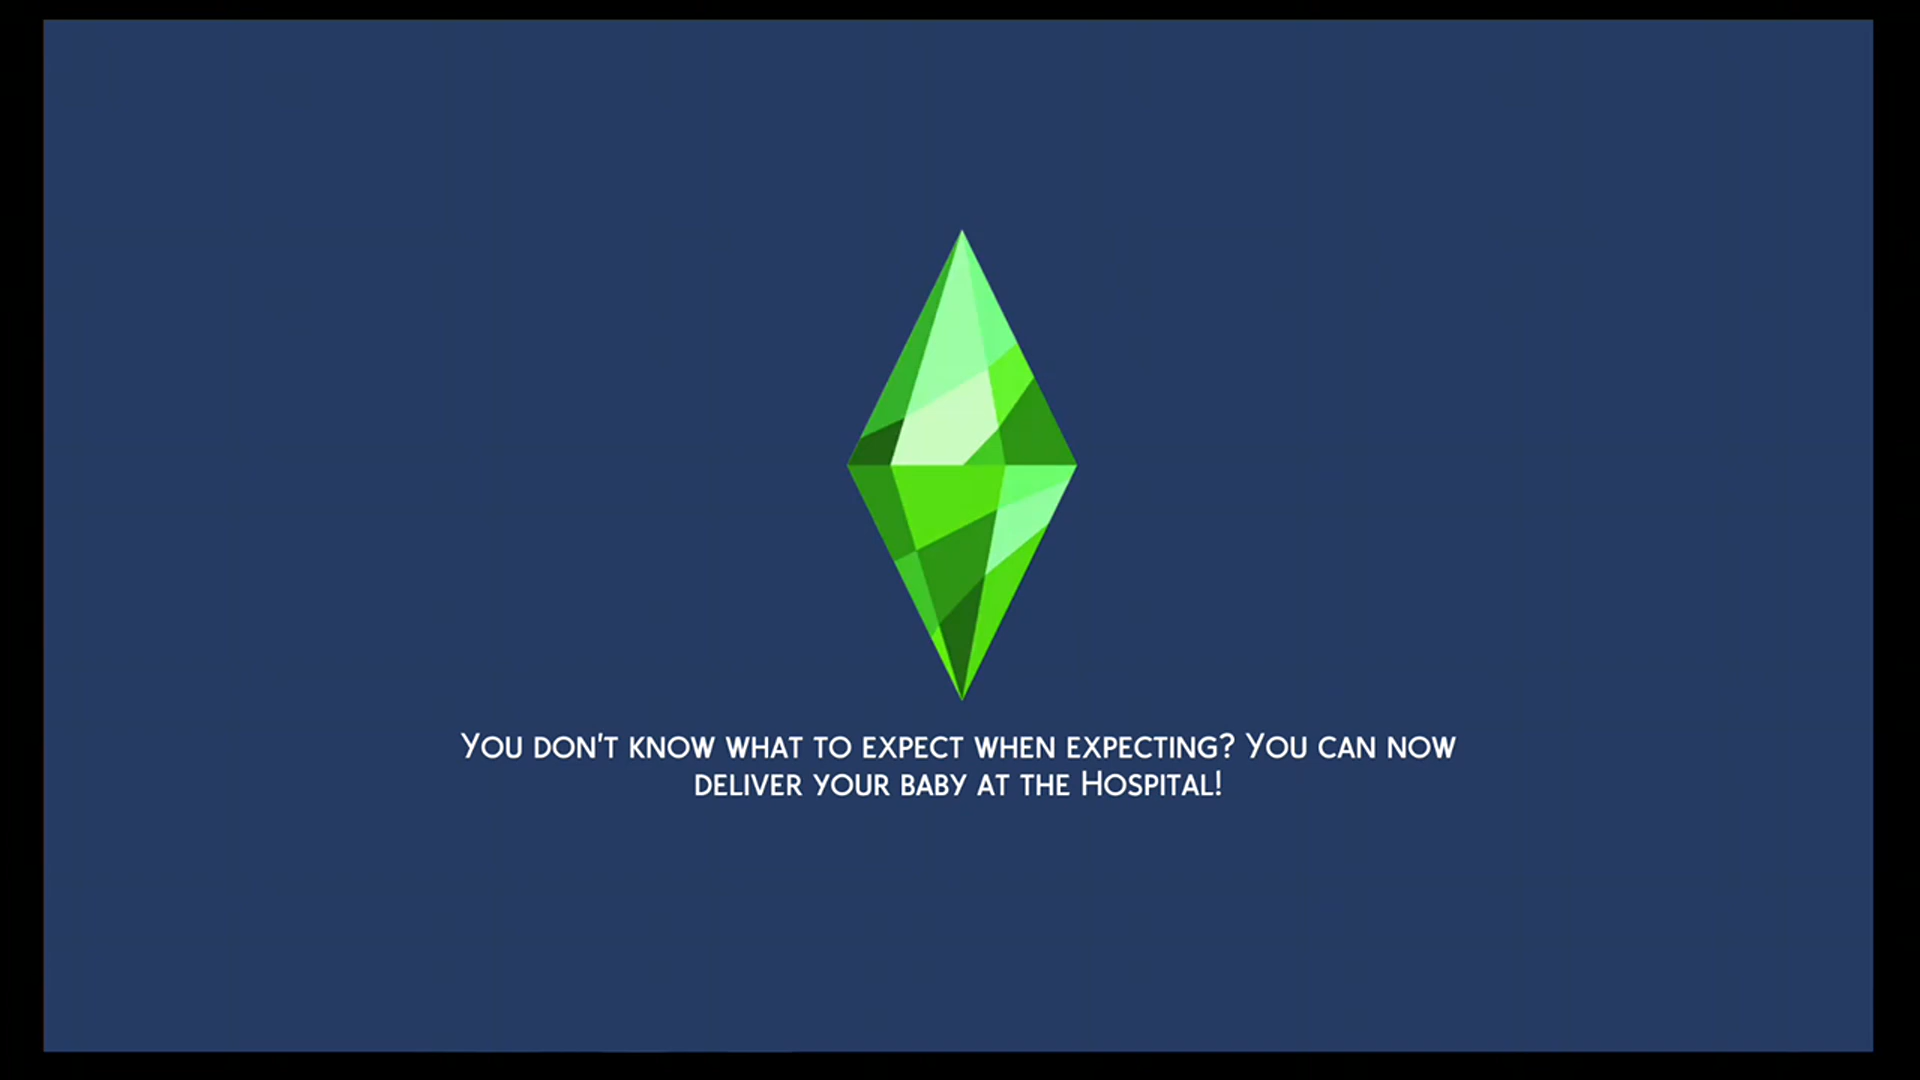 You don't know what to expect when expecting? You can now
deliver your baby at the Hospital!